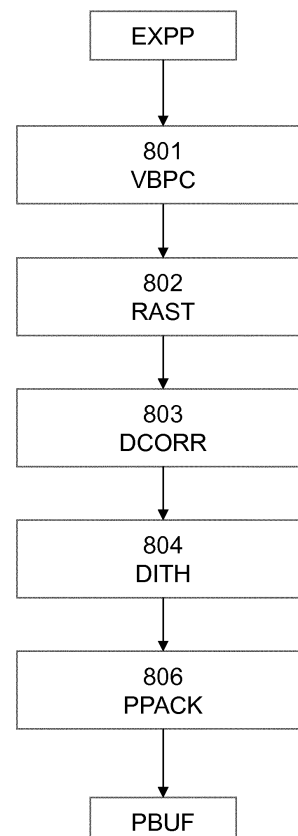 EXPP
801
VBPC
802
RAST
803
DCORR
804
DITH
806
PPACK
PBUF